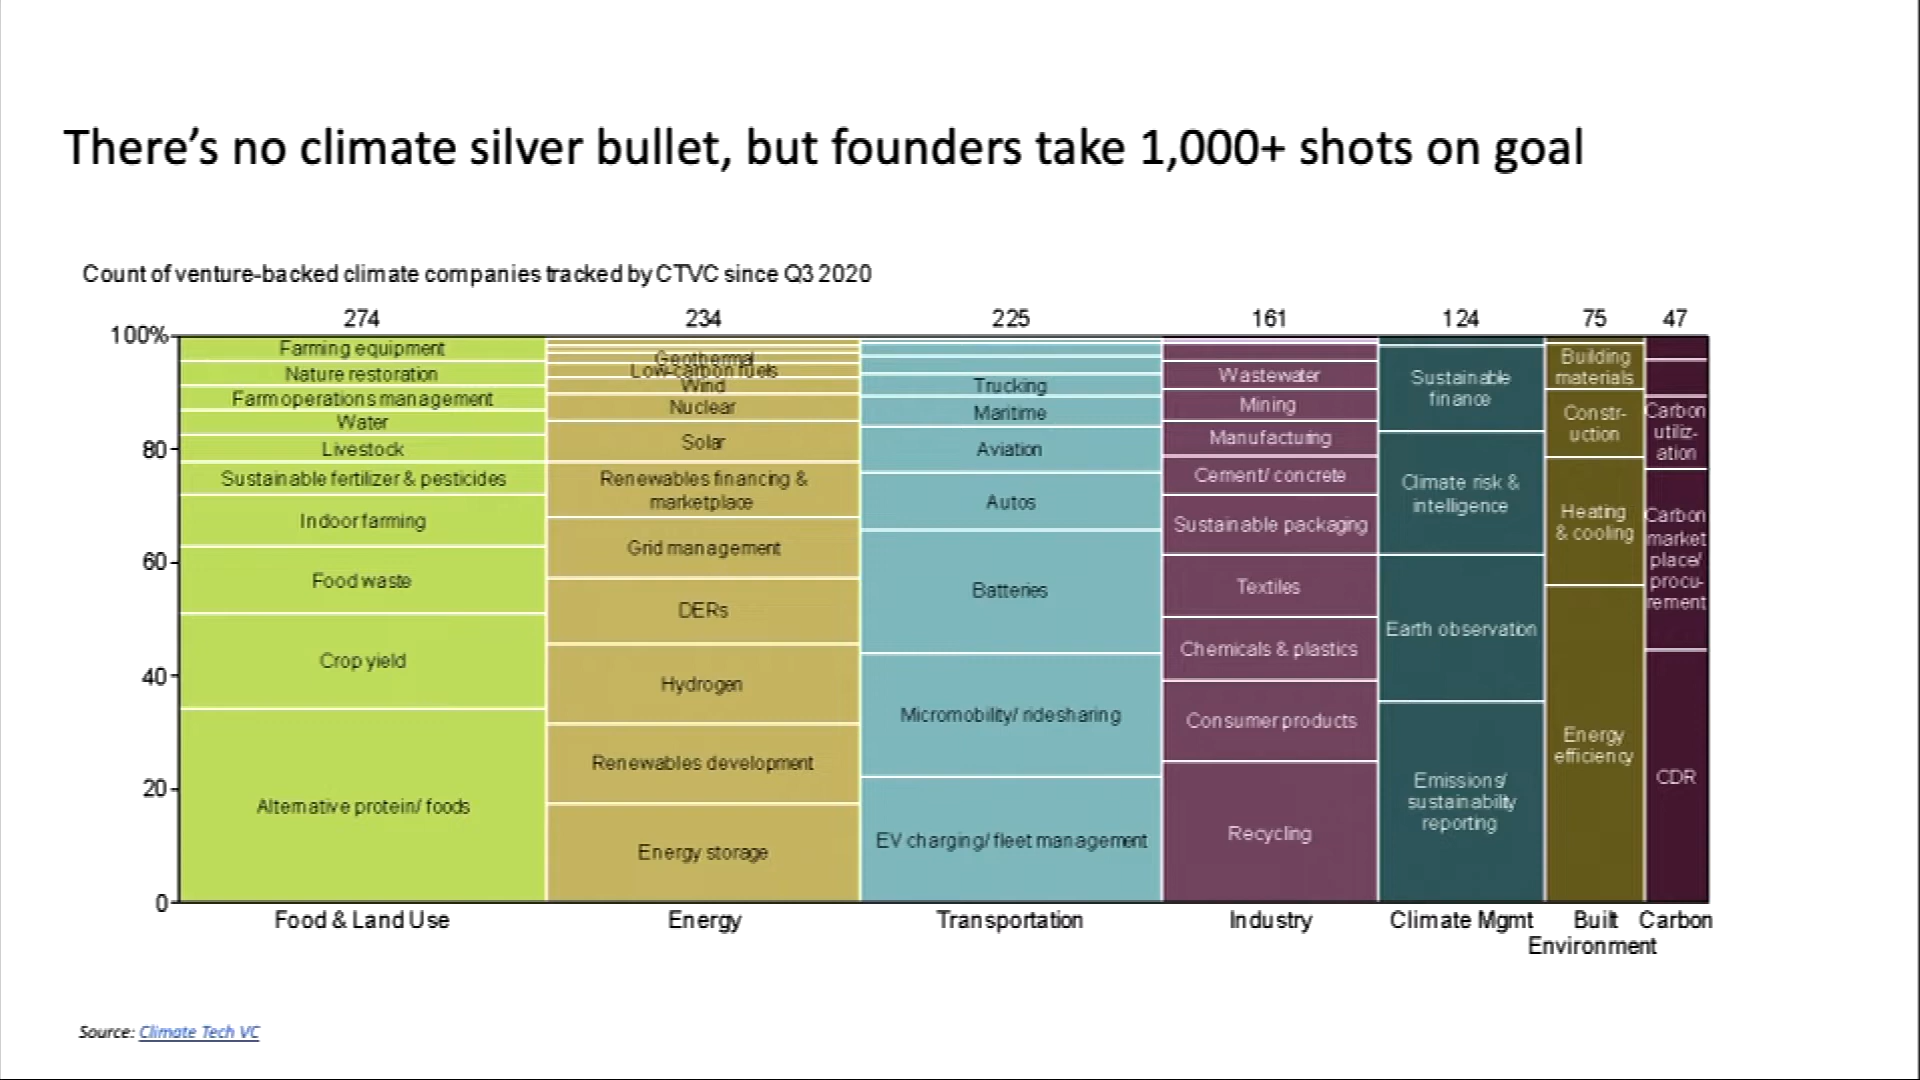 There's no climate silver bullet, but founders take 1,000+ shots on goal
Count of venture-backed climate companies tracked by CTVC since Q3 2020
274
234
225
161
124
75
47
100%
80
60
40
20
0
Farming equipment
Nature restoration
Farm operations management
Water
Livestock
Sustainable fertilizer & pesticides
Indoor farming
Food waste
Crop yield
Alternative protein/ foods
Geothermal
Low-carbon fuels
Wind
Nuclear
Solar
Renewables financing &
marketplace
Grid management
DERs
Hydrogen
Renewables development
Energy storage
Trucking
Maritime
Aviation
Autos
Batteries
Micromobility/ ridesharing
EV charging/ fleet management
Wastewater
Mining
Manufacturing
Cement/ concrete
Sustainable packaging
Textiles
Chemicals & plastics
Consumer products
Recycling
Sustainable
finance
Climate risk &
intelligence
Earth observation
Emissions/
sustainability
reporting
Building
materials
Constr-
uction
Heating
& cooling
Energy
efficiency
Carbon
utiliz-
ation
Carbon
market
place/
procu-
rement
CDR
Food & Land Use
Energy
Transportation
Industry
Climate Mgmt
Built
Environment
Carbon
Source: Climate Tech VC